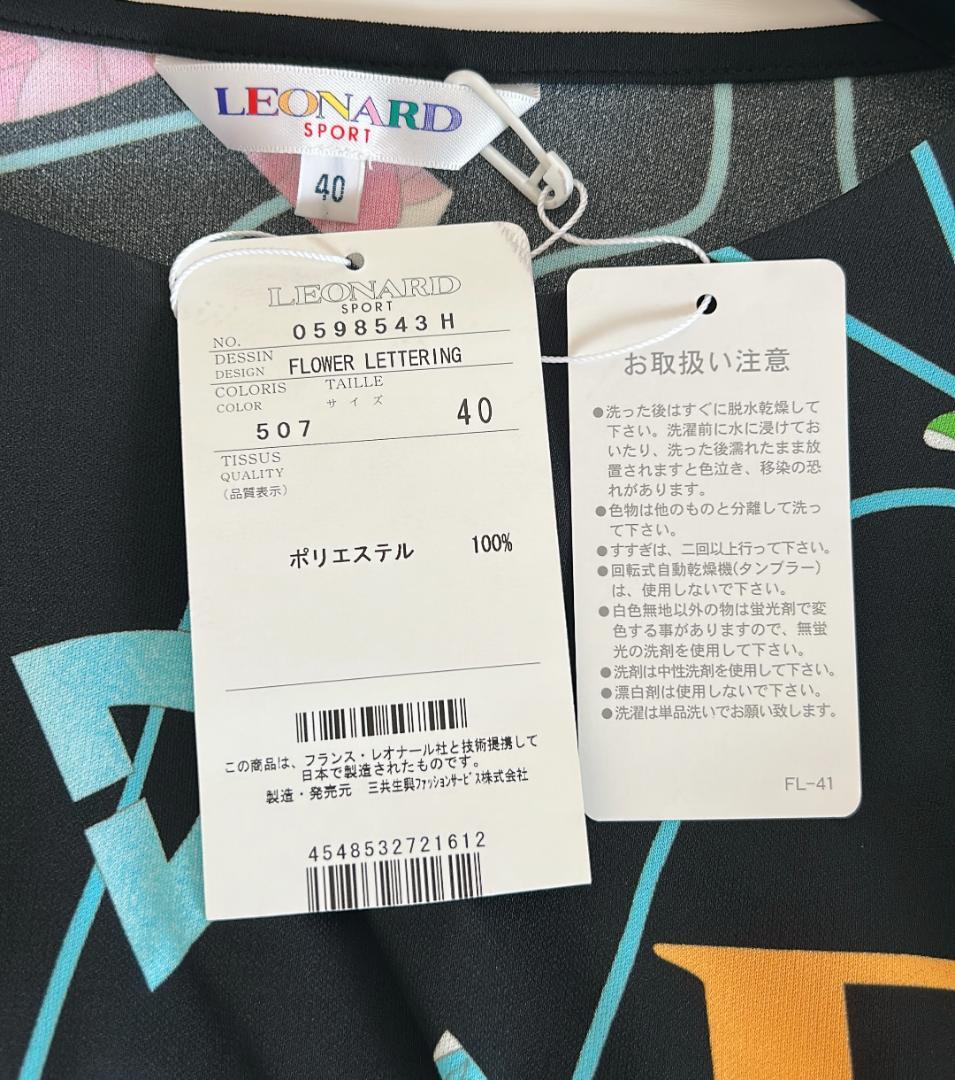 LEONARD
SPORT
40
LEONARD
SPORT
NO. 0598543 H
DESSIN
DESIGN FLOWER LETTERING
COLORIS TAILLE
COLOR サイズ
507 40
TISSUS
QUALITY
(品質表示)
ポリエステル 100%
この商品は、フランス・レオナール社と技術提携して
日本で製造されたものです。
製造・発売元 三共生興ファッションサービス株式会社
4548532721612
お取扱い注意
●洗った後はすぐに脱水乾燥して
下さい。洗濯前に水に浸けてお
いたり、洗った後濡れたまま放
置されますと色泣き、移染の恐
れがあります。
●色物は他のものと分離して洗っ
て下さい。
●すすぎは、二回以上行って下さい。
●回転式自動乾燥機(タンブラー)
は、使用しないで下さい。
●白色無地以外の物は蛍光剤で変
色する事がありますので、無蛍
光の洗剤を使用して下さい。
●洗剤は中性洗剤を使用して下さい。
●漂白剤は使用しないで下さい。
●洗濯は単品洗いでお願い致します。
FL-41